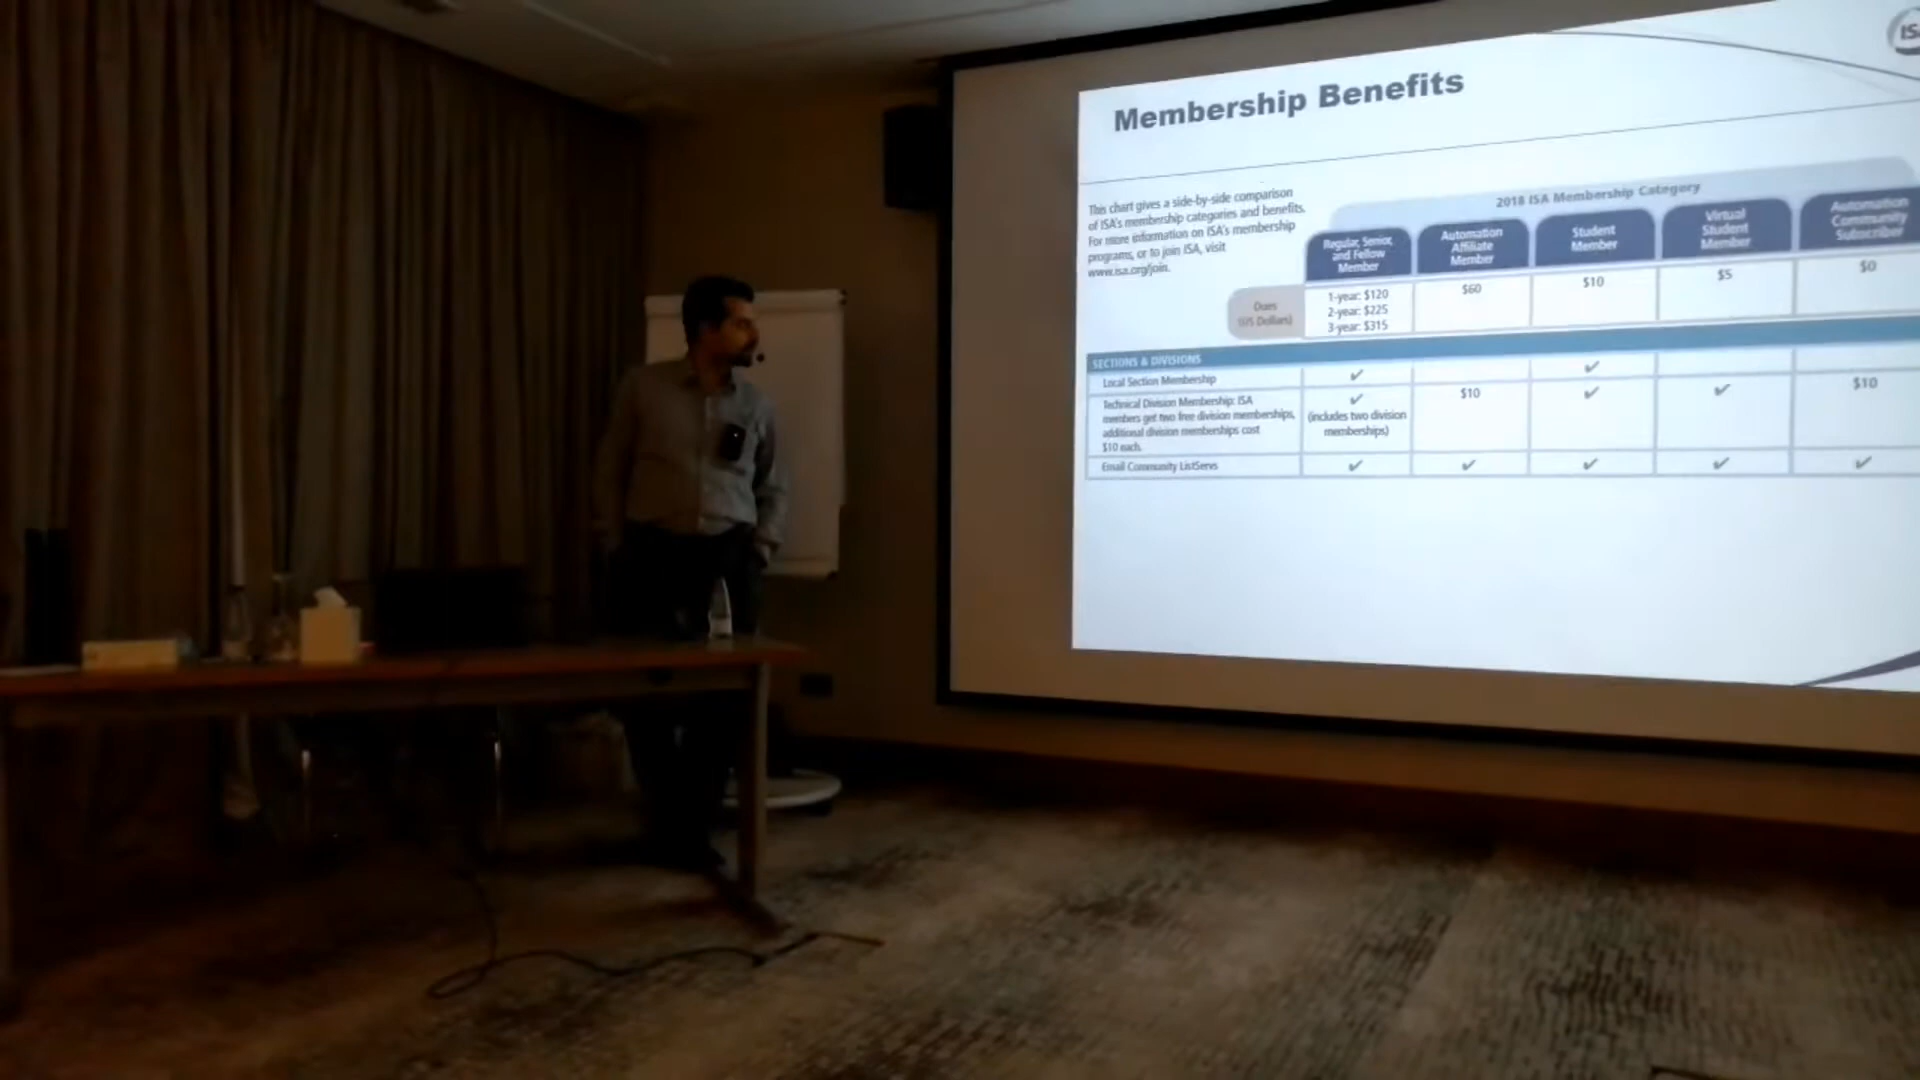 ISA
Membership Benefits
This chart gives a side-by-side comparison
of ISA's membership categories and benefits.
For more information on ISA's membership
programs, or to join ISA, visit
www.isa.org/join.
2018 ISA Membership Category
Regular, Senior,
and Fellow
Member
Automation
Affiliate
Member
Student
Member
Virtual
Student
Member
Automation
Community
Subscriber
Dues
(US Dollars)
1-year: $120
2-year: $225
3-year: $315
$60
$10
$5
$0
SECTIONS & DIVISIONS
Local Section Membership
✓ ✓
Technical Division Membership: ISA
members get two free division memberships,
additional division memberships cost
$10 each.
✓
(includes two division
memberships)
$10
✓
✓
$10
Email Community ListServs
✓ ✓ ✓ ✓ ✓